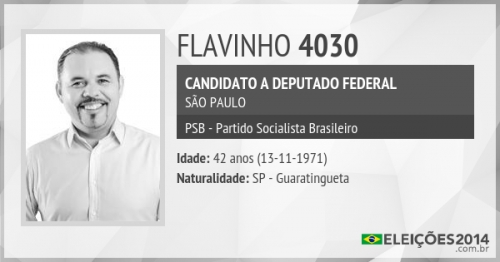 FLAVINHO 4030
CANDIDATO A DEPUTADO FEDERAL
SÃO PAULO
PSB - Partido Socialista Brasileiro
Idade: 42 anos (13-11-1971)
Naturalidade: SP - Guaratingueta
ELEIÇÕES2014
.com.br